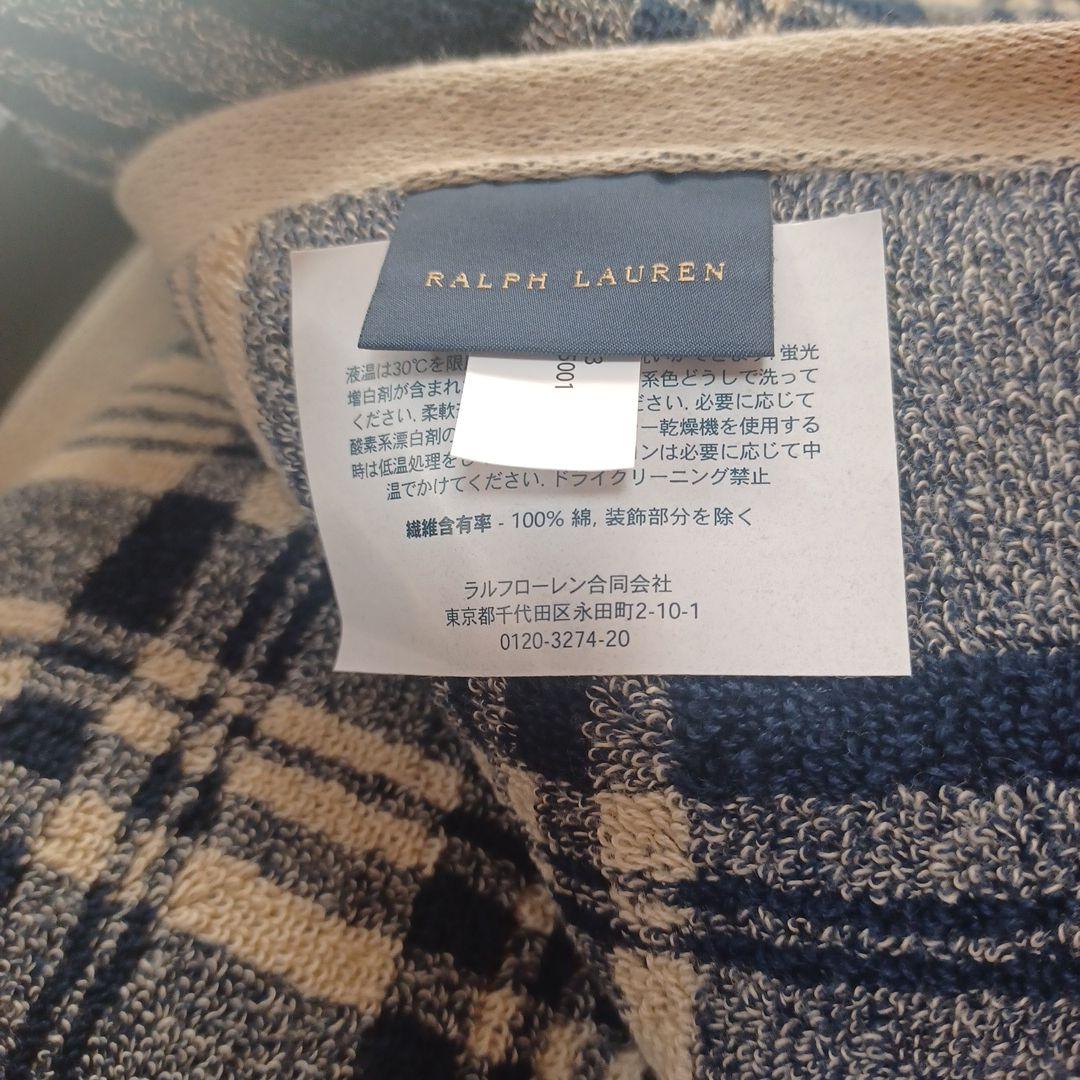 RALPH LAUREN
5001
液温は30℃を限 蛍光
増白剤が含まれ 系色どうしで洗って
ください. 柔軟 ださい. 必要に応じて
酸素系漂白剤の ー乾燥機を使用する
時は低温処理をし ンは必要に応じて中
温でかけてください. ドライクリーニング禁止
繊維含有率 - 100% 綿, 装飾部分を除く
ラルフローレン合同会社
東京都千代田区永田町2-10-1
0120-3274-20